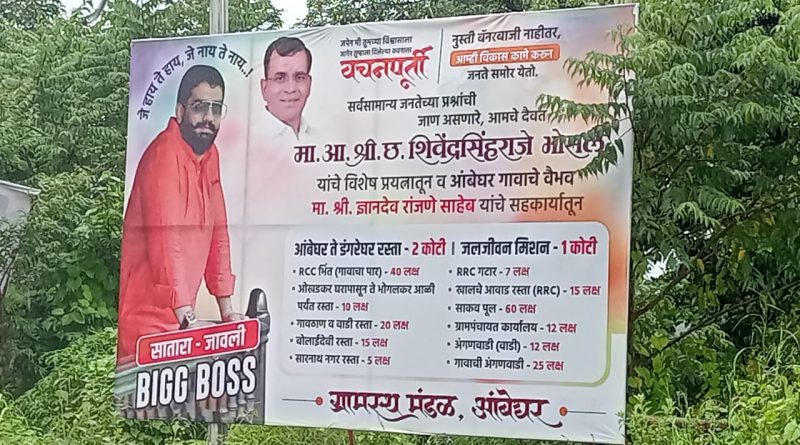 जे हाय ते हाय, जे नाय ते नाय..!
जपेन मी तुमच्या विश्वासाला
जागेन तुम्हाला दिलेल्या वचनाला
वचनपूर्ती
नुस्ती बॅनरबाजी नाहीतर,
आम्ही विकास कामे करून
जनते समोर येतो.
सर्वसामान्य जनतेच्या प्रश्नांची
जाण असणारे, आमचे दैवत
मा. आ. श्री. छ. शिवेंद्रसिंहराजे भोसले
यांचे विशेष प्रयत्नातून व आंबेघर गावाचे वैभव
मा. श्री. ज्ञानदेव रांजणे साहेब यांचे सहकार्यातून
आंबेघर ते डंगरेघर रस्ता - 2 कोटी | जलजीवन मिशन - 1 कोटी
• RCC भिंत (गावाचा पार) - 40 लक्ष
• ओखडकर घरापासून ते भोगलकर आळी
पर्यंत रस्ता - 10 लक्ष
• गावठाण व वाडी रस्ता - 20 लक्ष
• बोलाईदेवी रस्ता - 15 लक्ष
• सारनाथ नगर रस्ता - 5 लक्ष
• RRC गटार - 7 लक्ष
• खालचे आवाड रस्ता (RRC) - 15 लक्ष
• साकव पूल - 60 लक्ष
• ग्रामपंचायत कार्यालय - 12 लक्ष
• अंगणवाडी (वाडी) - 12 लक्ष
• गावाची अंगणवाडी - 25 लक्ष
सातारा - जावली
BIGG BOSS
ग्रामस्थ मंडळ, आंबेघर